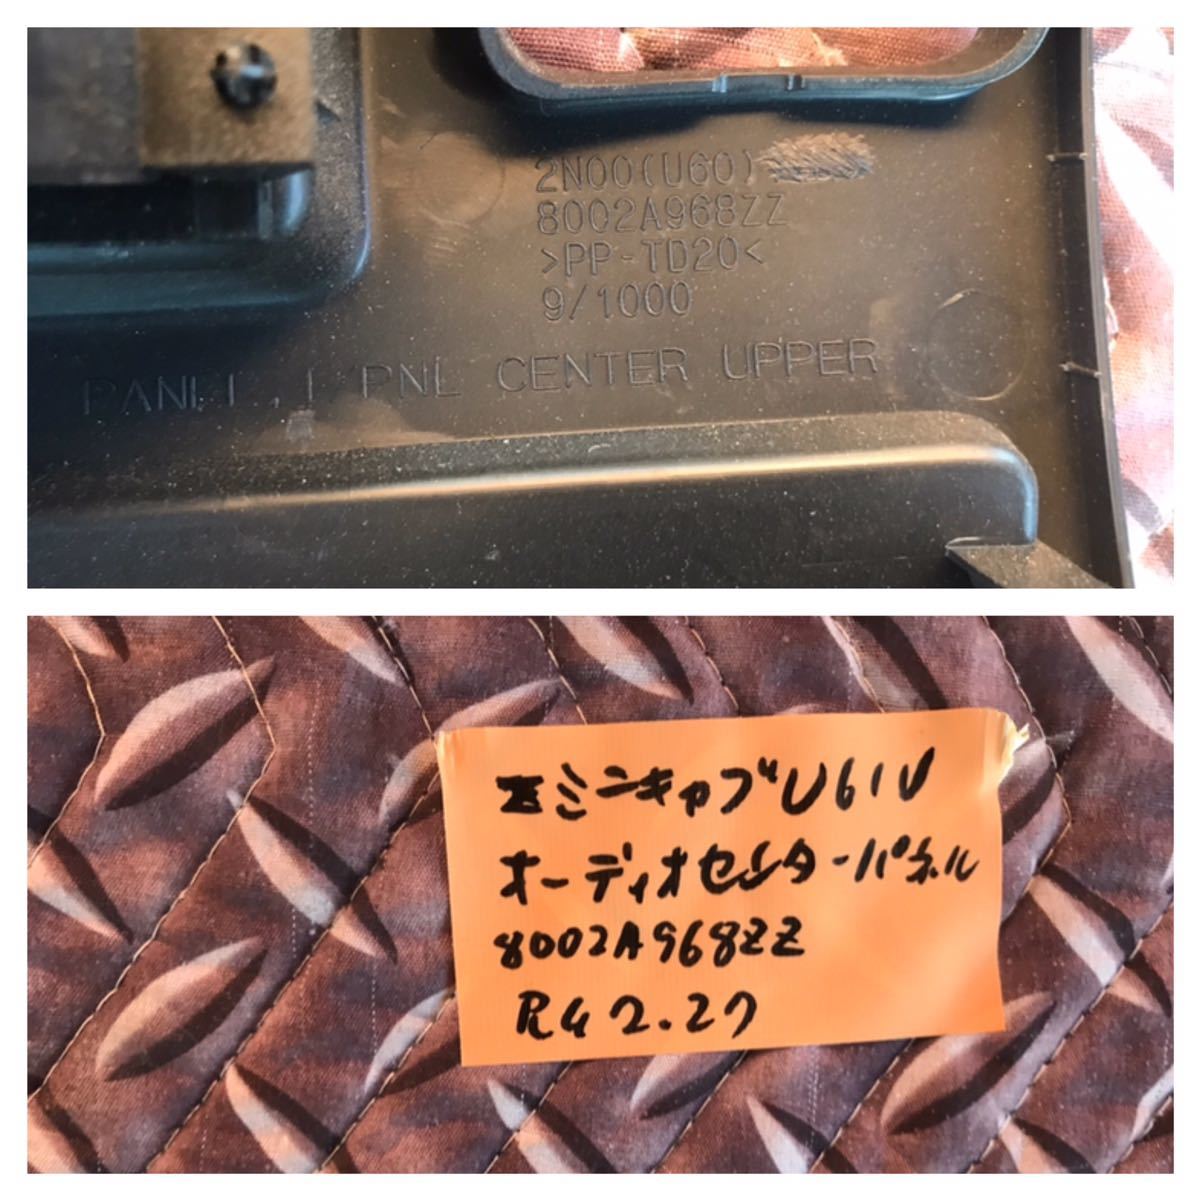 2N00(U60)
8002A968ZZ
>PP-TD20<
9/1000
PNL CENTER UPPER
ミニキャブU61V
オーディオセンターパネル
8002A968ZZ
R4 2.27